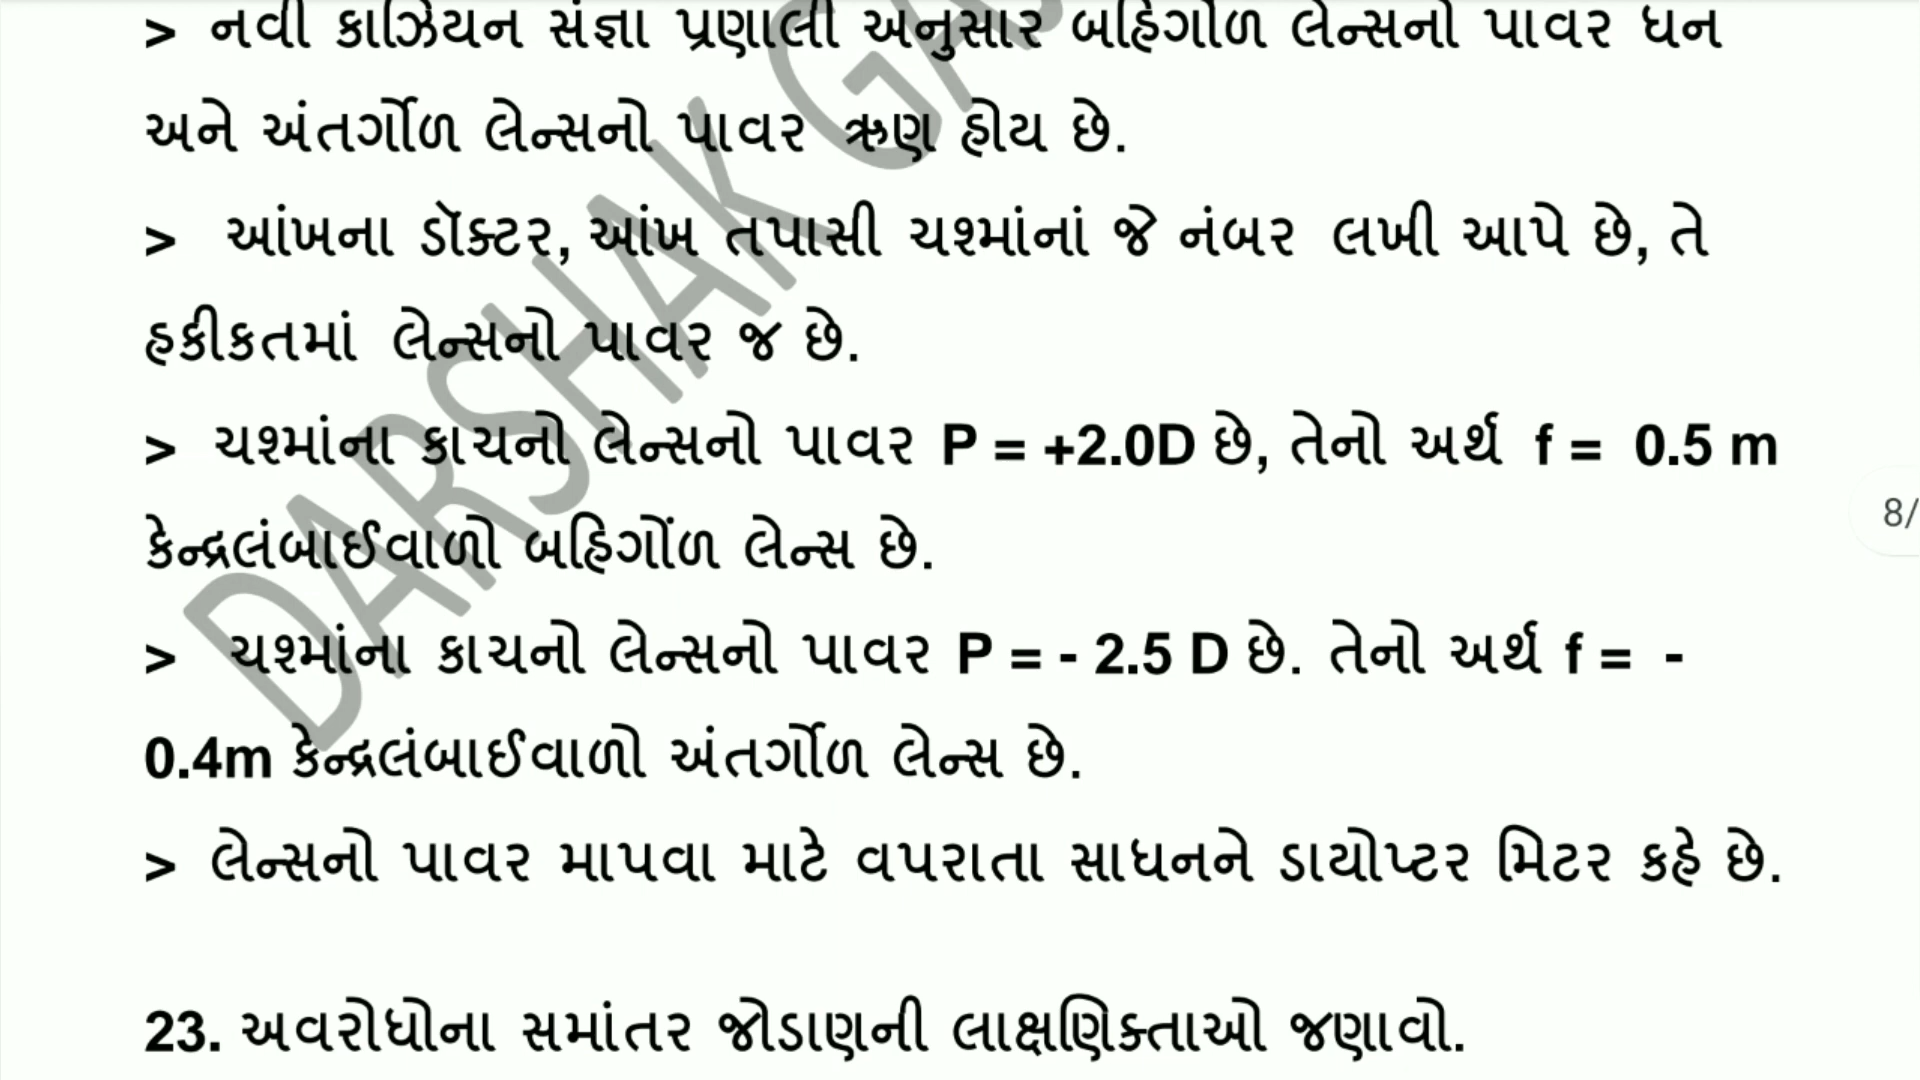 > નવી કાર્ઝિયન સંજ્ઞા પ્રણાલી અનુસાર બહિર્ગોળ લેન્સનો પાવર ધન
અને અંતર્ગોળ લેન્સનો પાવર ઋણ હોય છે.
> આંખના ડૉક્ટર, આંખ તપાસી ચશ્માંનાં જે નંબર લખી આપે છે, તે
હકીકતમાં લેન્સનો પાવર જ છે.
> ચશ્માંના કાચનો લેન્સનો પાવર P = +2.0D છે, તેનો અર્થ f = 0.5 m
કેન્દ્રલંબાઈવાળો બહિગોંળ લેન્સ છે.
> ચશ્માંના કાચનો લેન્સનો પાવર P = - 2.5 D છે. તેનો અર્થ f = -
0.4m કેન્દ્રલંબાઈવાળો અંતર્ગોળ લેન્સ છે.
> લેન્સનો પાવર માપવા માટે વપરાતા સાધનને ડાયોપ્ટર મિટર કહે છે.
23. અવરોધોના સમાંતર જોડાણની લાક્ષણિક્તાઓ જણાવો.
DARSHAK
8/